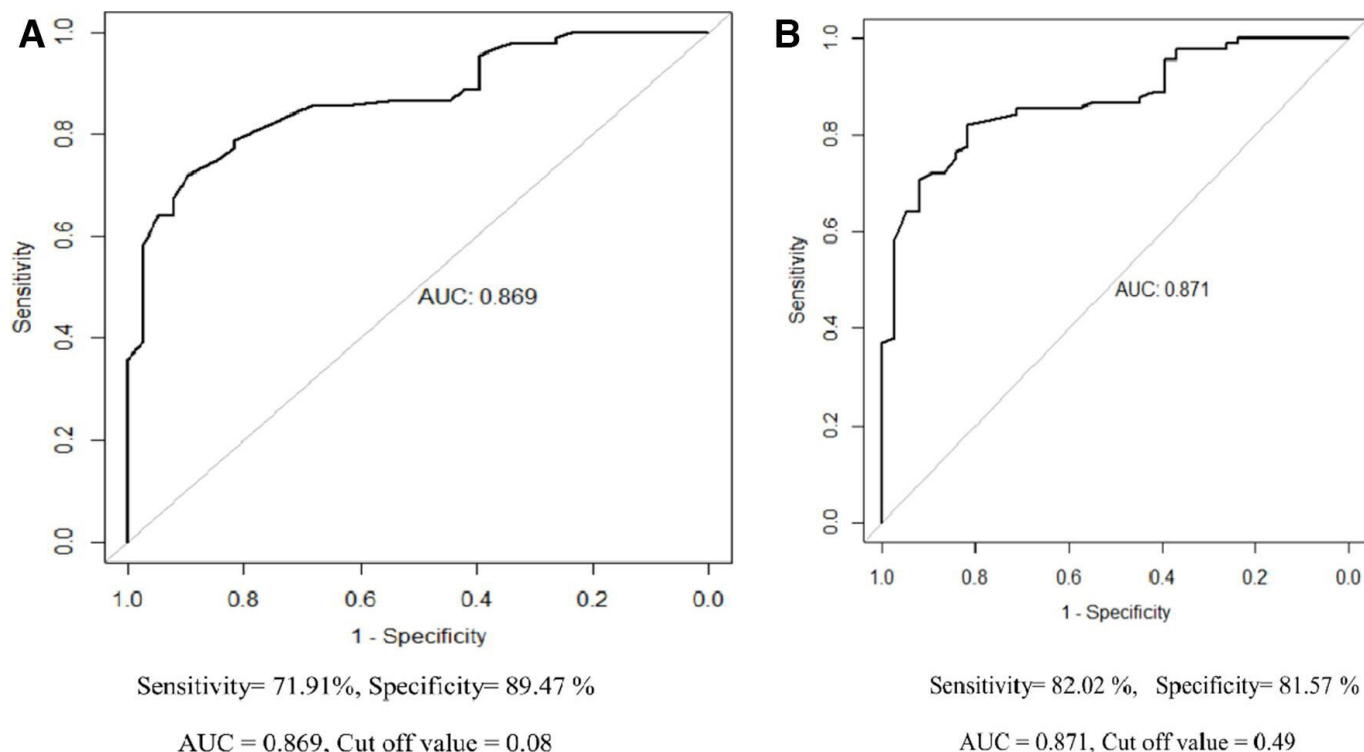 A
1.0
0.8
0.6
0.4
0.2
0.0
Sensitivity
AUC: 0.869
1.0 0.8 0.6 0.4 0.2 0.0
1 - Specificity
Sensitivity= 71.91%, Specificity= 89.47 %
AUC = 0.869, Cut off value = 0.08
B
1.0
0.8
0.6
0.4
0.2
0.0
Sensitivity
AUC: 0.871
1.0 0.8 0.6 0.4 0.2 0.0
1 - Specificity
Sensitivity= 82.02 %, Specificity= 81.57 %
AUC = 0.871, Cut off value = 0.49